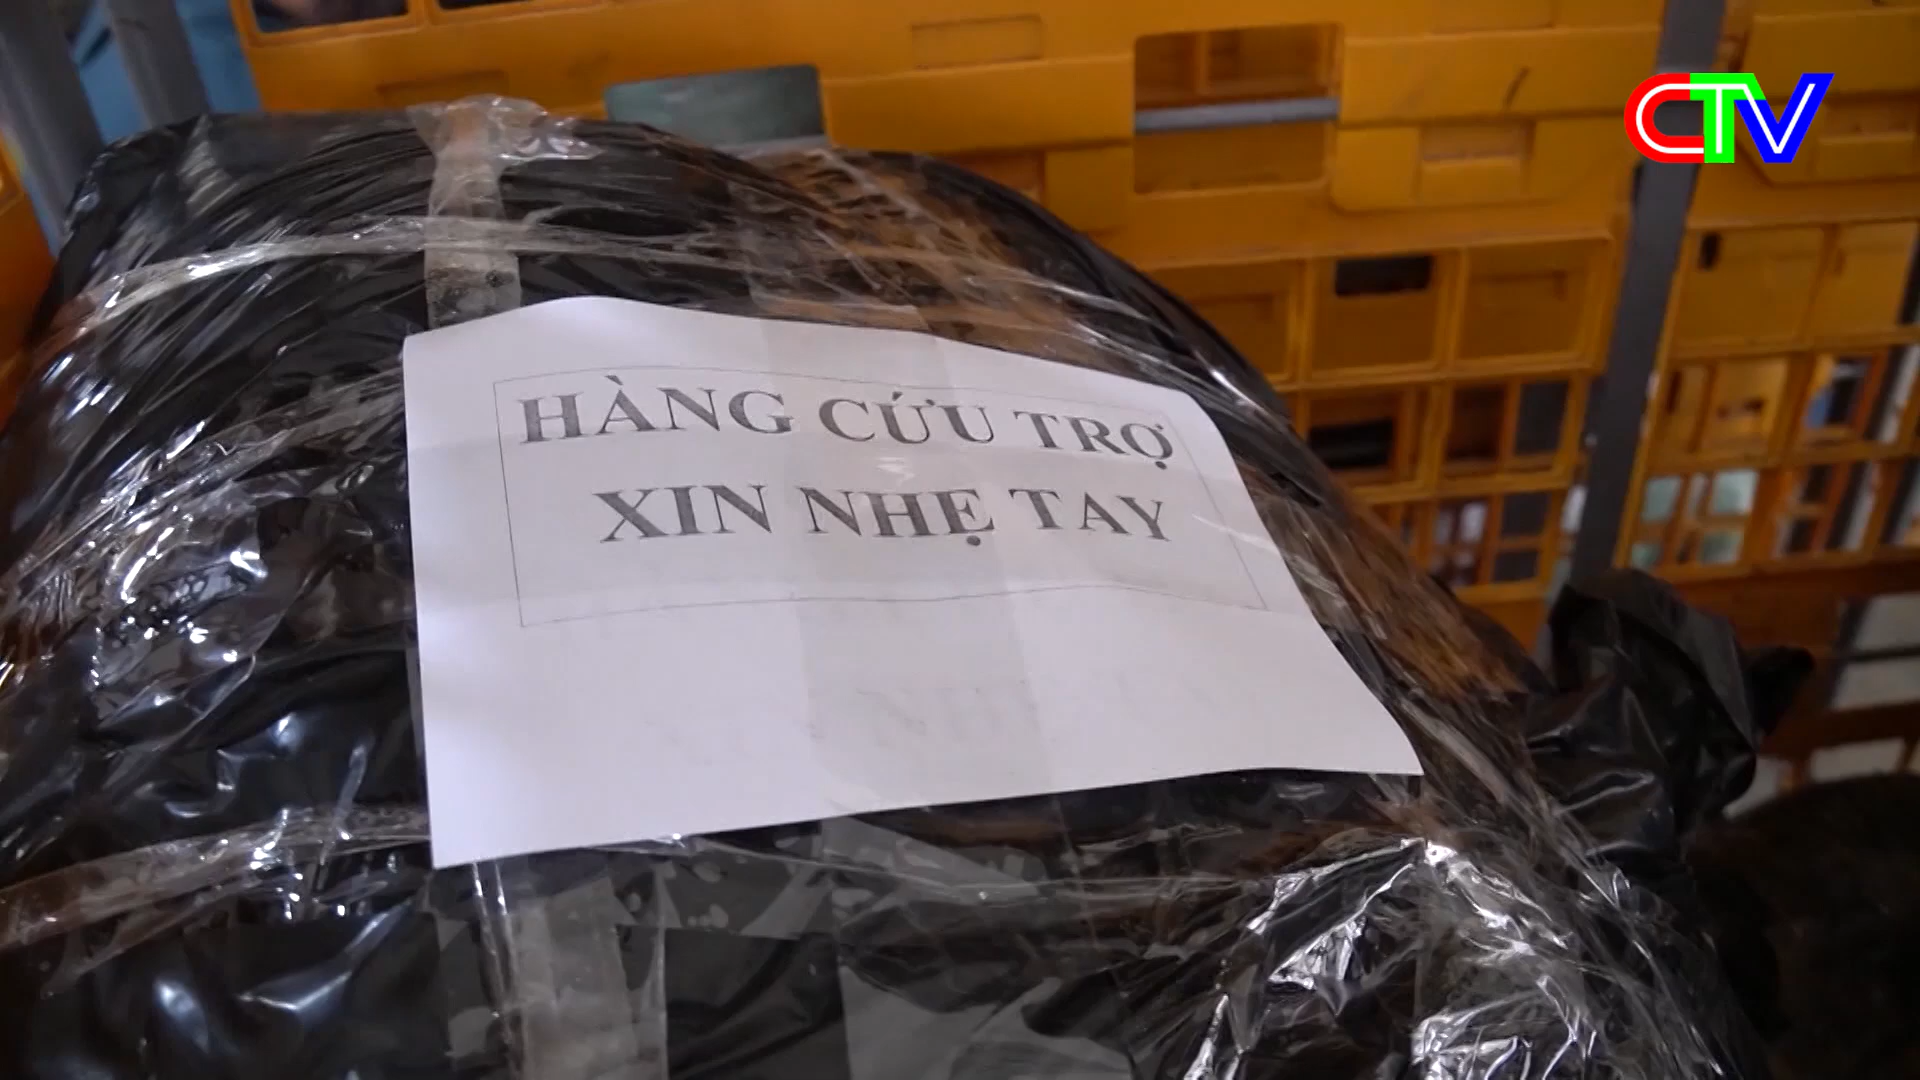 CTV
HÀNG CỨU TRỢ
XIN NHẸ TAY